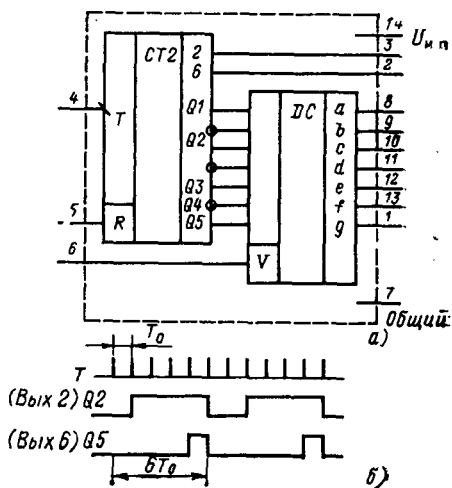 14
U и п
3
2
CT2
2
6
4
T
Q1
Q2
Q3
Q4
Q5
DC
a
b
c
d
e
f
g
8
9
10
11
12
13
1
5
R
6
V
7
Общий
а)
T₀
T
(Вых 2) Q2
(Вых 6) Q5
6T₀
б)